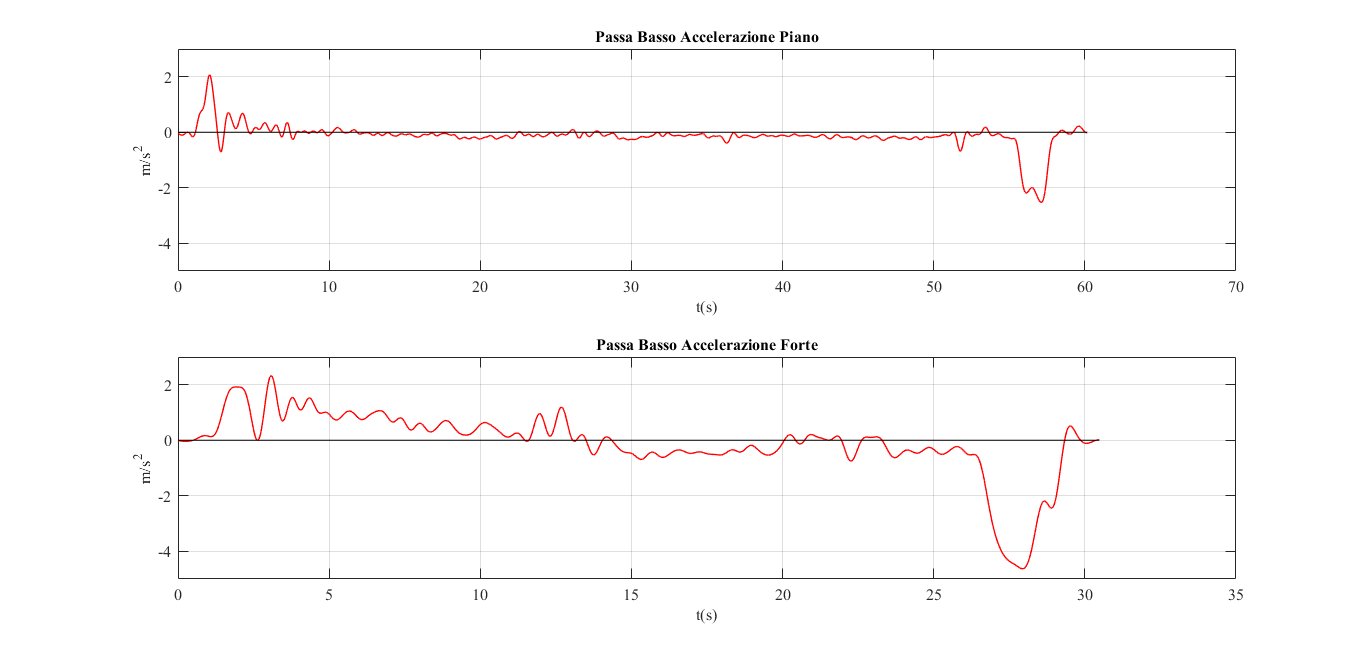 Passa Basso Accelerazione Piano
2
0
-2
-4
m/s²
0 10 20 30 40 50 60 70
t(s)
Passa Basso Accelerazione Forte
2
0
-2
-4
m/s²
0 5 10 15 20 25 30 35
t(s)